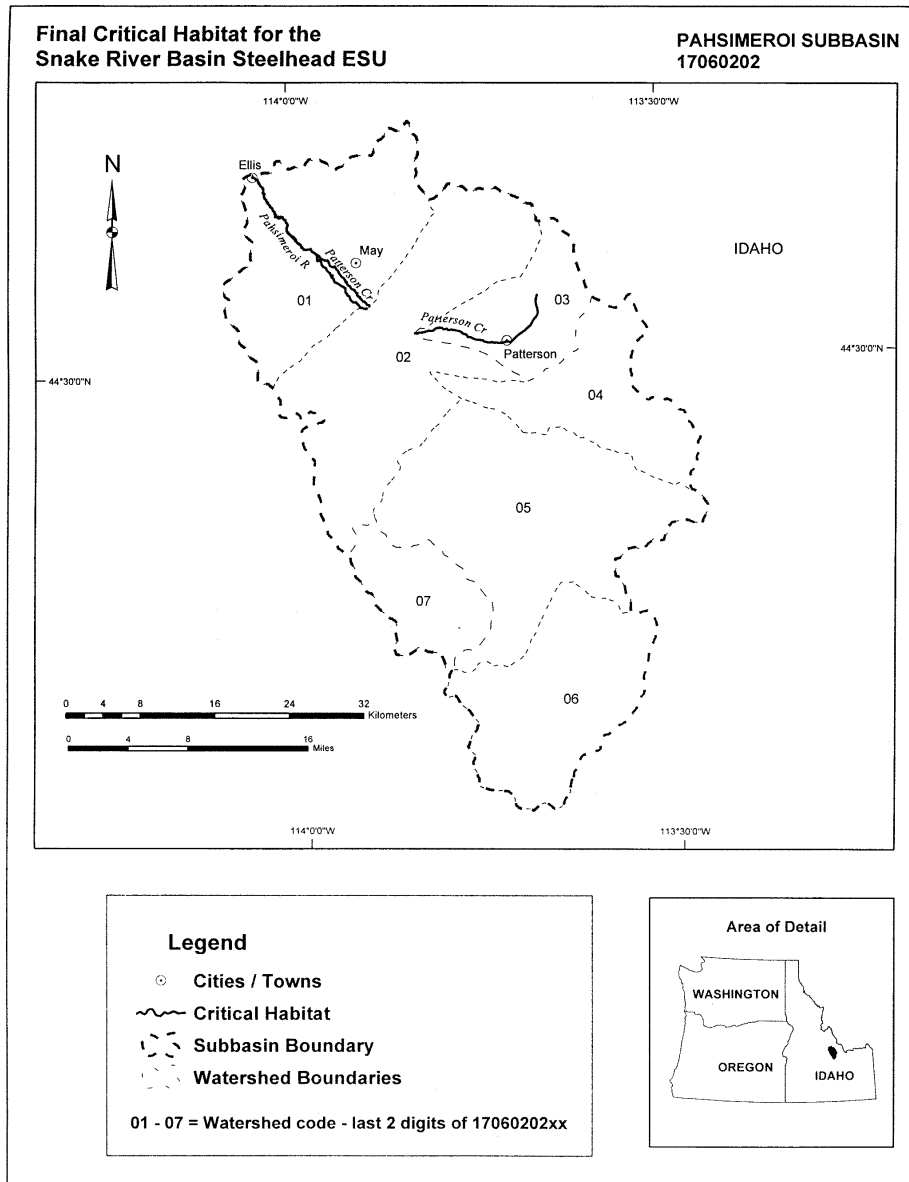 Final Critical Habitat for the
Snake River Basin Steelhead ESU
PAHSIMEROI SUBBASIN
17060202
114°0'0"W
113°30'0"W
N
Ellis
Pahsimeroi R
Patterson Cr
May
IDAHO
01
03
Patterson Cr
Patterson
02
44°30'0"N
44°30'0"N
04
05
07
06
0 4 8 16 24 32
Kilometers
0 4 8 16
Miles
114°0'0"W
113°30'0"W
Legend
Cities / Towns
Critical Habitat
Subbasin Boundary
Watershed Boundaries
01 - 07 = Watershed code - last 2 digits of 17060202xx
Area of Detail
WASHINGTON
OREGON
IDAHO